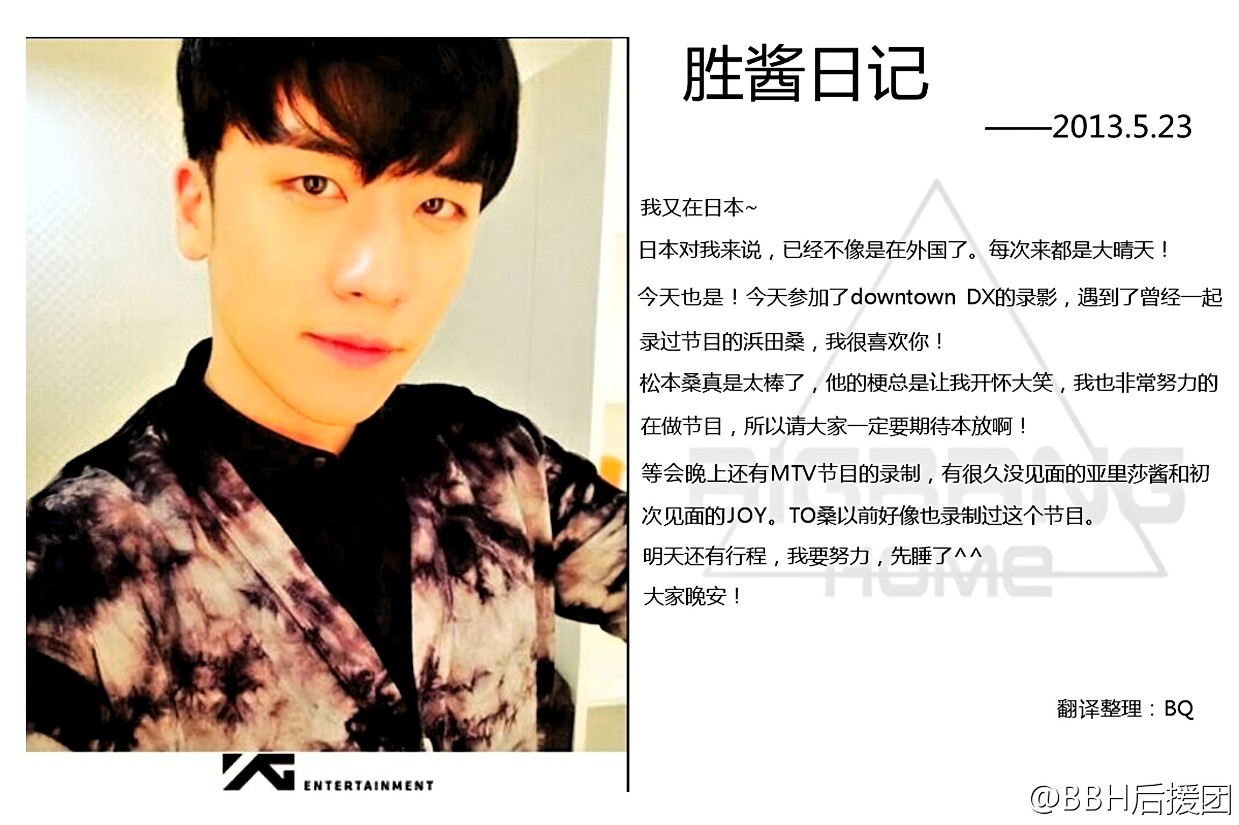 胜酱日记
——2013.5.23
我又在日本~
日本对我来说，已经不像是在外国了。每次来都是大晴天！
今天也是！今天参加了downtown DX的录影，遇到了曾经一起
录过节目的浜田桑，我很喜欢你！
松本桑真是太棒了，他的梗总是让我开怀大笑，我也非常努力的
在做节目，所以请大家一定要期待本放啊！
等会晚上还有MTV节目的录制，有很久没见面的亚里莎酱和初
次见面的JOY。TO桑以前好像也录制过这个节目。
明天还有行程，我要努力，先睡了^^
大家晚安！
BIGBANG
HOME
翻译整理：BQ
YG ENTERTAINMENT
@BBH后援团